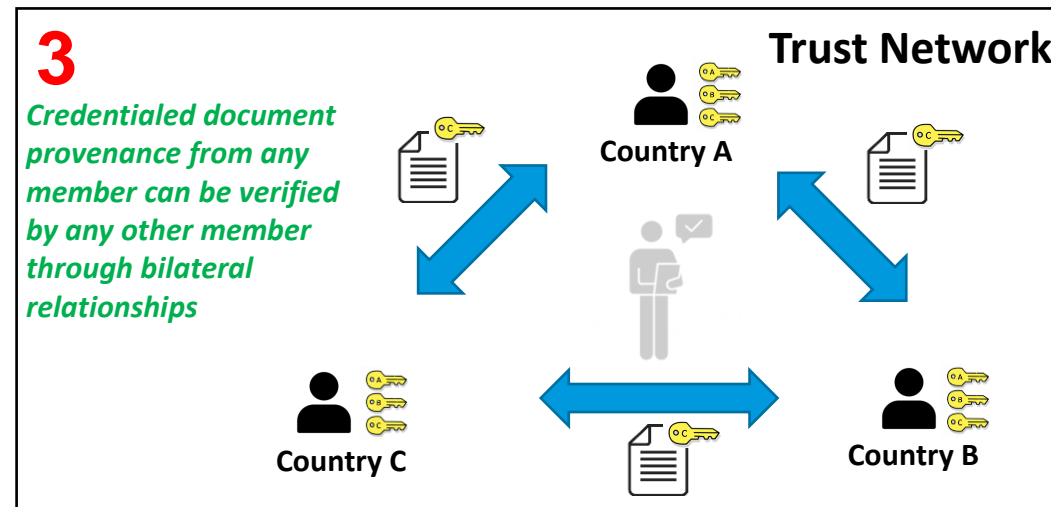 3
Trust Network
Credentialed document
provenance from any
member can be verified
by any other member
through bilateral
relationships
A
B
C
Country A
C
C
A
B
C
Country C
C
A
B
C
Country B